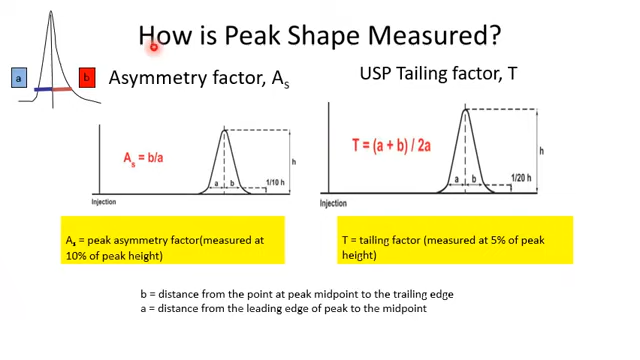 How is Peak Shape Measured?
a
b
Asymmetry factor, As
USP Tailing factor, T
As = b/a
h
a
b
1/10 h
Injection
T = (a + b) / 2a
h
a
b
1/20 h
Injection
As = peak asymmetry factor(measured at
10% of peak height)
T = tailing factor (measured at 5% of peak
height)
b = distance from the point at peak midpoint to the trailing edge
a = distance from the leading edge of peak to the midpoint